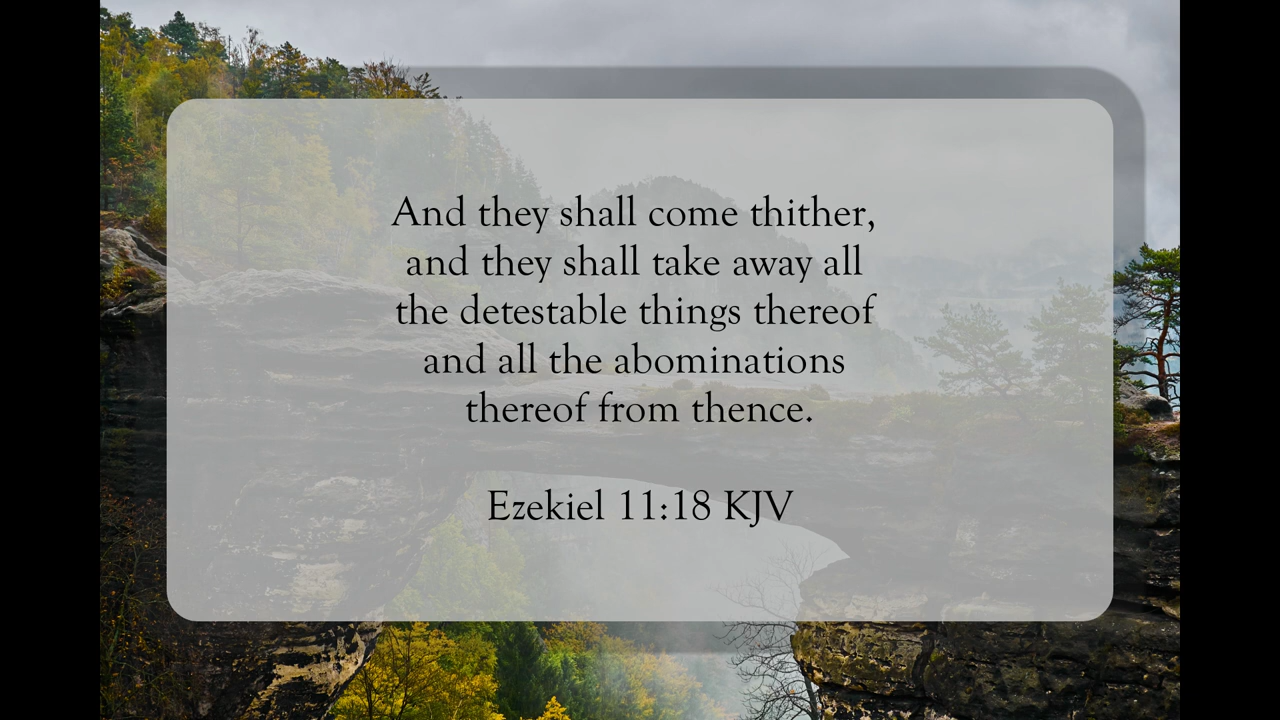 And they shall come thither,
and they shall take away all
the detestable things thereof
and all the abominations
thereof from thence.
Ezekiel 11:18 KJV